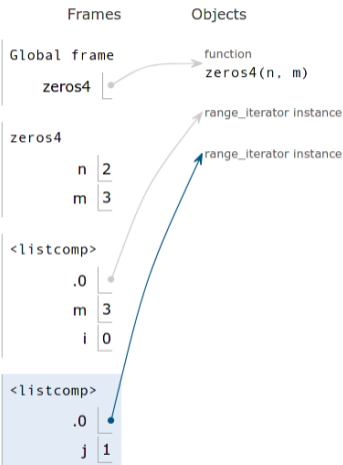 Frames Objects
Global frame
zeros4
function
zeros4(n, m)
range_iterator instance
zeros4
n 2
m 3
range_iterator instance
<listcomp>
.0
m 3
i 0
<listcomp>
.0
j 1